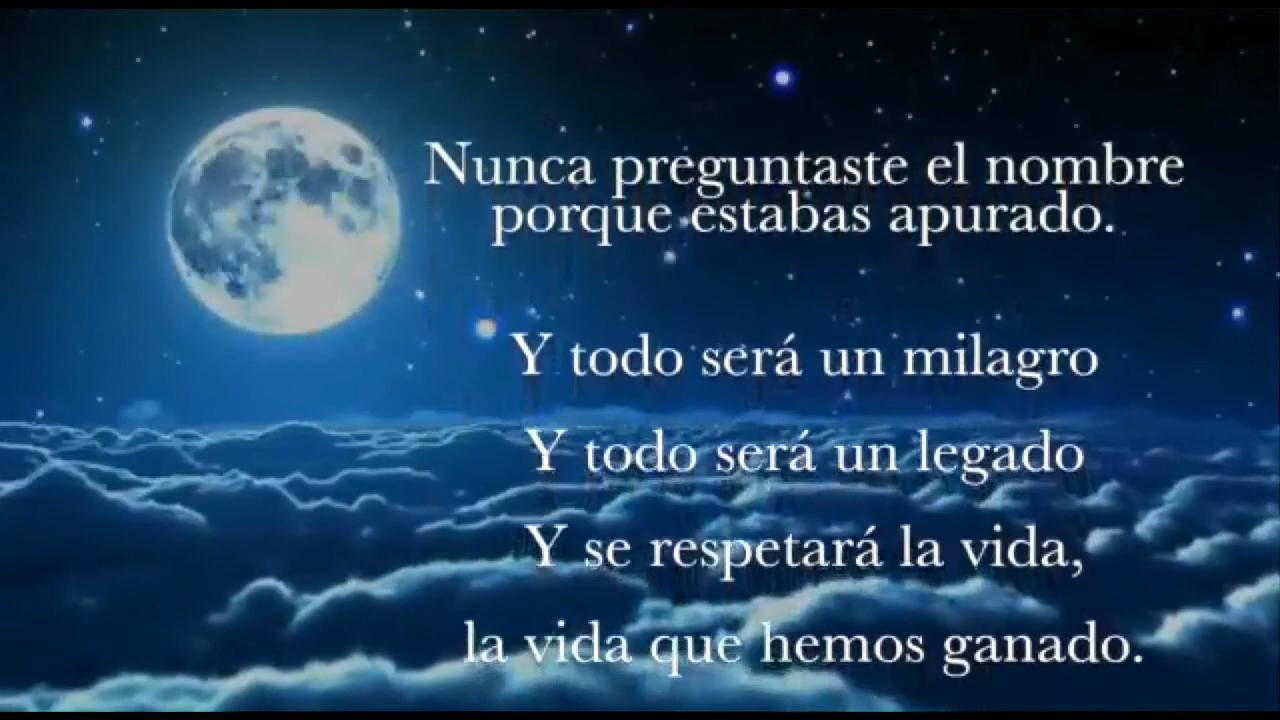 Nunca preguntaste el nombre
porque estabas apurado.
Y todo será un milagro
Y todo será un legado
Y se respetará la vida,
la vida que hemos ganado.